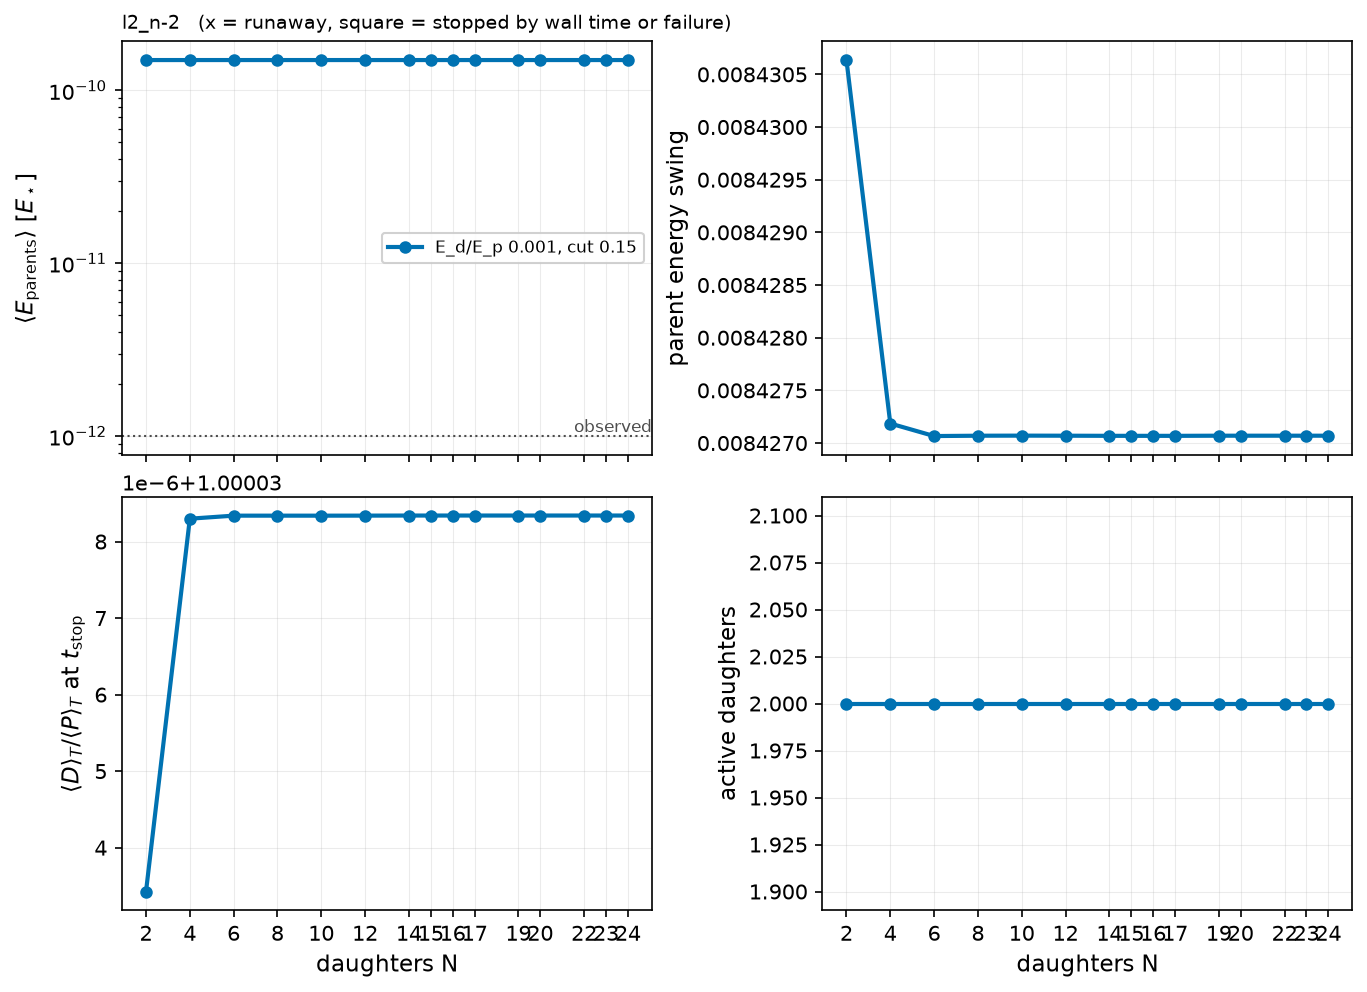 l2_n-2   (x = runaway, square = stopped by wall time or failure)
10⁻¹⁰
10⁻¹¹
10⁻¹²
⟨E_parents⟩ [E⋆]
E_d/E_p 0.001, cut 0.15
observed
0.0084305
0.0084300
0.0084295
0.0084290
0.0084285
0.0084280
0.0084275
0.0084270
parent energy swing
1e−6+1.00003
8
7
6
5
4
⟨D⟩_T/⟨P⟩_T at t_stop
2 4 6 8 10 12 14 15 16 17 19 20 22 23 24
daughters N
2.100
2.075
2.050
2.025
2.000
1.975
1.950
1.925
1.900
active daughters
2 4 6 8 10 12 14 15 16 17 19 20 22 23 24
daughters N